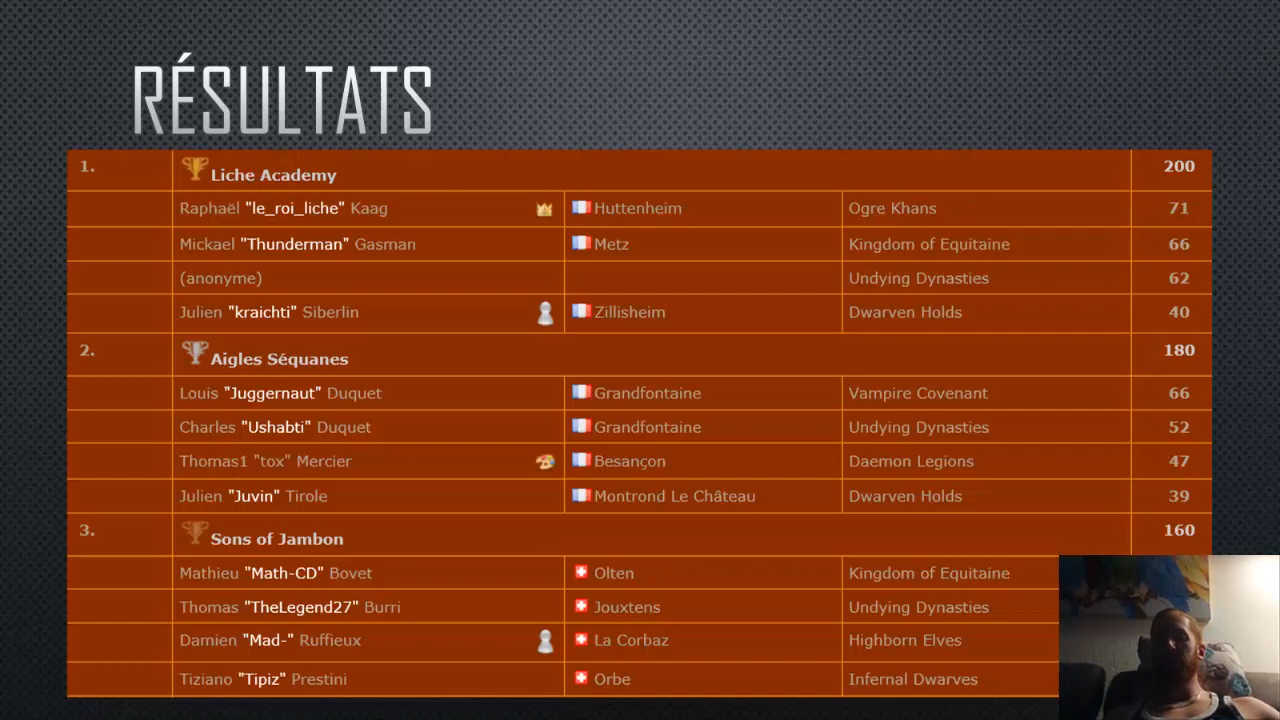 RÉSULTATS
1. Liche Academy 200
Raphaël "le_roi_liche" Kaag Huttenheim Ogre Khans 71
Mickael "Thunderman" Gasman Metz Kingdom of Equitaine 66
(anonyme) Undying Dynasties 62
Julien "kraichti" Siberlin Zillisheim Dwarven Holds 40
2. Aigles Séquanes 180
Louis "Juggernaut" Duquet Grandfontaine Vampire Covenant 66
Charles "Ushabti" Duquet Grandfontaine Undying Dynasties 52
Thomas1 "tox" Mercier Besançon Daemon Legions 47
Julien "Juvin" Tirole Montrond Le Château Dwarven Holds 39
3. Sons of Jambon 160
Mathieu "Math-CD" Bovet Olten Kingdom of Equitaine
Thomas "TheLegend27" Burri Jouxtens Undying Dynasties
Damien "Mad-" Ruffieux La Corbaz Highborn Elves
Tiziano "Tipiz" Prestini Orbe Infernal Dwarves